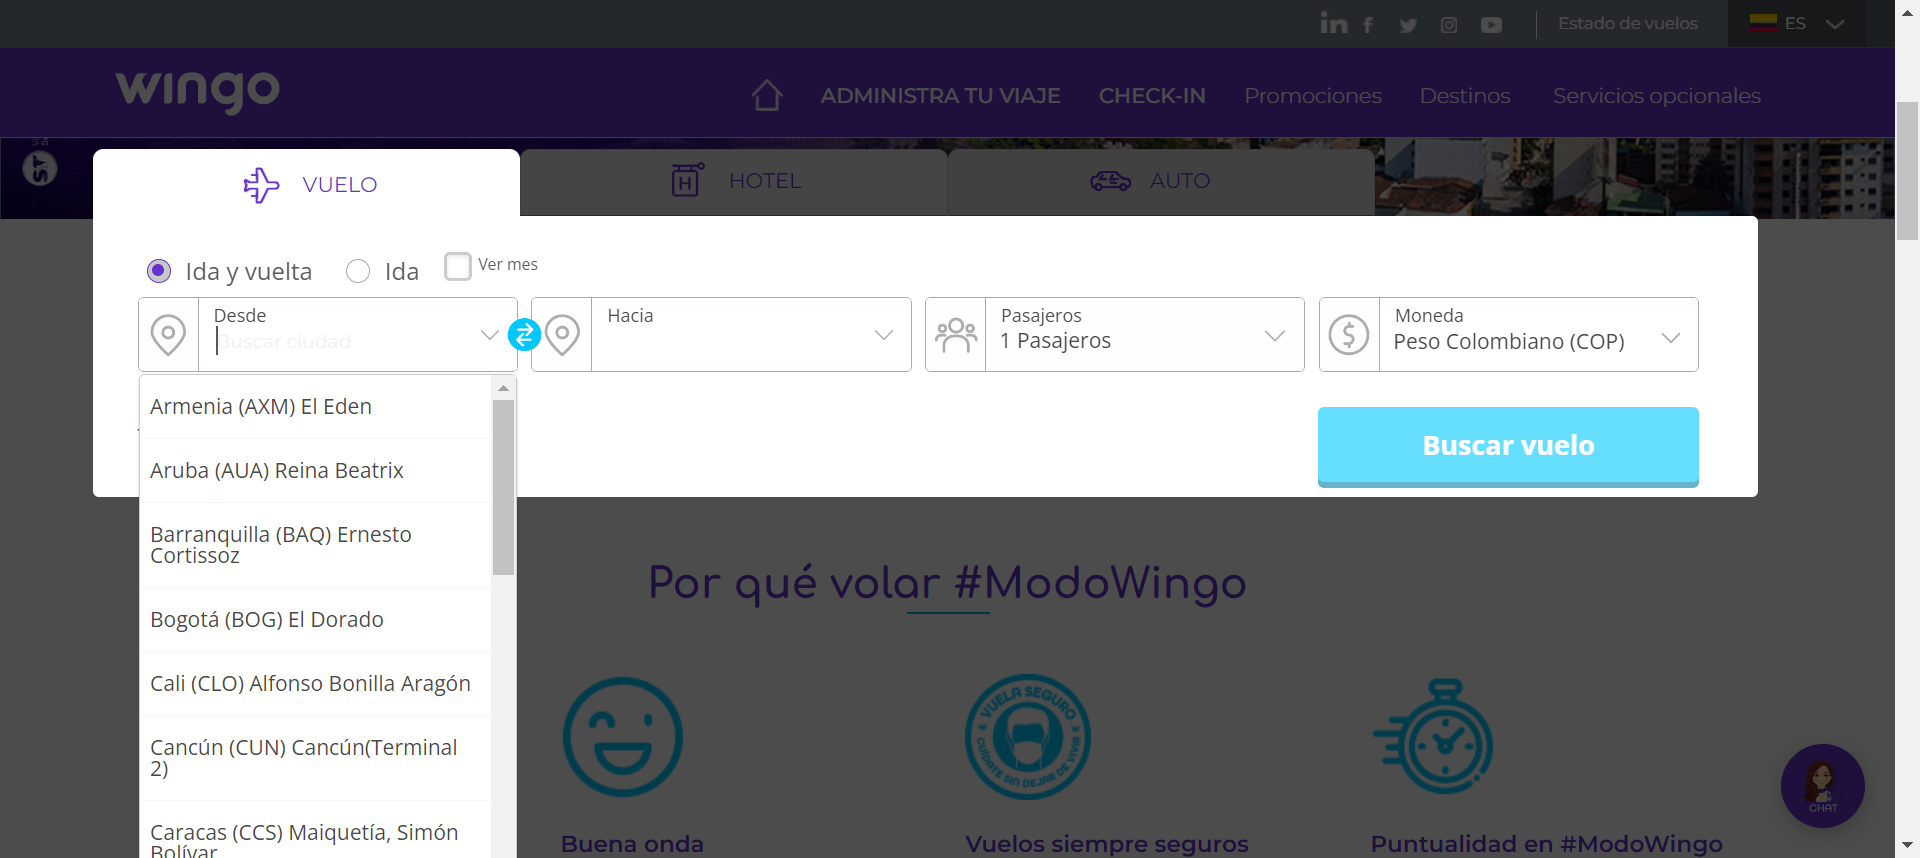 Estado de vuelos
ES
wingo
ADMINISTRA TU VIAJE
CHECK-IN
Promociones
Destinos
Servicios opcionales
VUELO
HOTEL
AUTO
Ida y vuelta
Ida
Ver mes
Desde
Buscar ciudad
Hacia
Pasajeros
1 Pasajeros
Moneda
Peso Colombiano (COP)
Armenia (AXM) El Eden
Aruba (AUA) Reina Beatrix
Barranquilla (BAQ) Ernesto
Cortissoz
Bogotá (BOG) El Dorado
Cali (CLO) Alfonso Bonilla Aragón
Cancún (CUN) Cancún(Terminal
2)
Caracas (CCS) Maiquetía, Simón
Bolívar
Buscar vuelo
Por qué volar #ModoWingo
VUELA SEGURO
CUÍDATE SIN DEJAR DE VIVIR
Buena onda
Vuelos siempre seguros
Puntualidad en #ModoWingo
CHAT